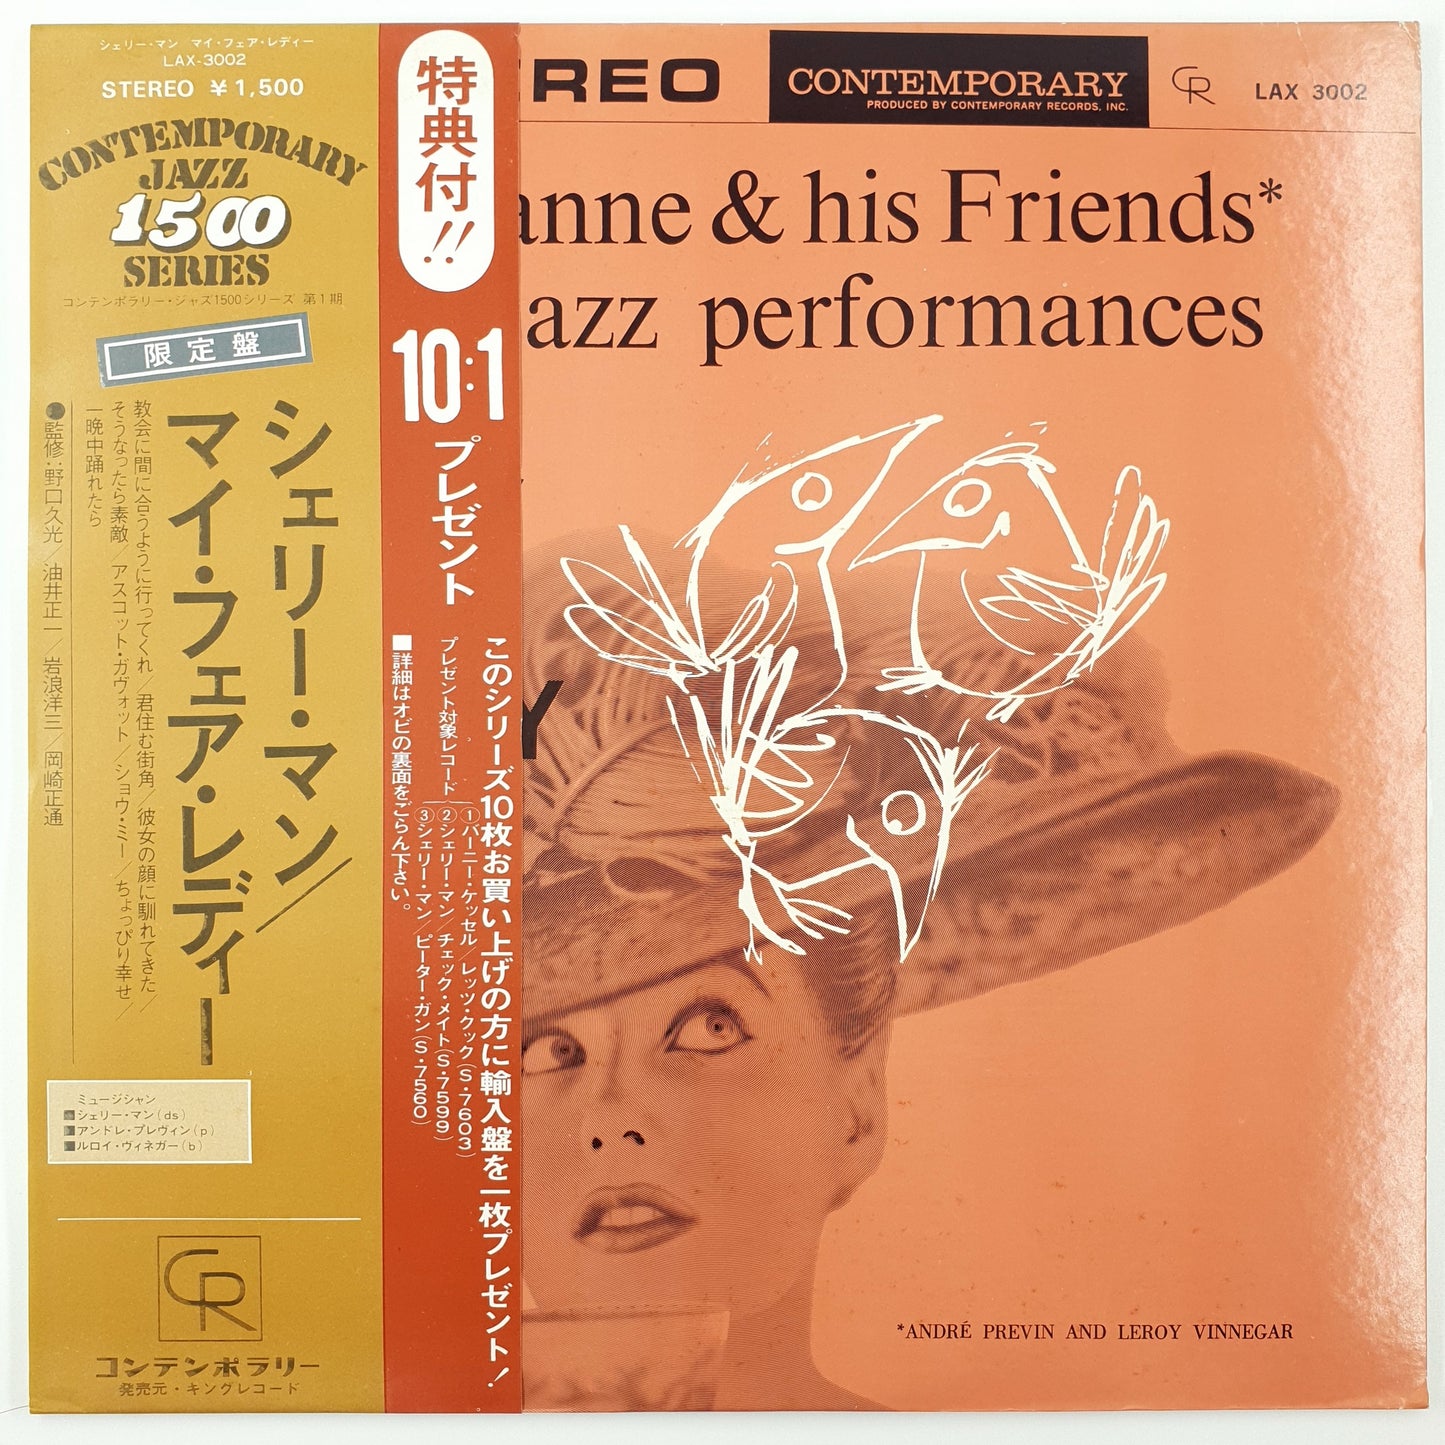 シェリー・マン マイ・フェア・レディー
LAX-3002
STEREO ¥1,500
CONTEMPORARY
JAZZ
1500
SERIES
コンテンポラリー・ジャズ1500シリーズ 第1期
限定盤
シェリー・マン/
マイ・フェア・レディー
教会に間に合うように行ってくれ/君住む街角/彼女の顔に馴れてきた/
そうなったら素敵/アスコット・ガヴォット/ショウ・ミー/ちょっぴり幸せ/
一晩中踊れたら
●監修:野口久光/油井正一/岩浪洋三/岡崎正通
ミュージシャン
■シェリー・マン(ds)
■アンドレ・プレヴィン(p)
■ルロイ・ヴィネガー(b)
CR
コンテンポラリー
発売元・キングレコード
特典付!!
10:1
プレゼント
このシリーズ10枚お買い上げの方に輸入盤を一枚プレゼント!
プレゼント対象レコード
①バーニー・ケッセル/レッツ・クック(S・7603)
②シェリー・マン/チェック・メイト(S・7599)
③シェリー・マン/ピーター・ガン(S・7560)
■詳細はオビの裏面をごらん下さい。
EREO
CONTEMPORARY
PRODUCED BY CONTEMPORARY RECORDS, INC.
CR
LAX 3002
anne & his Friends*
azz performances
Y
*ANDRÉ PREVIN AND LEROY VINNEGAR